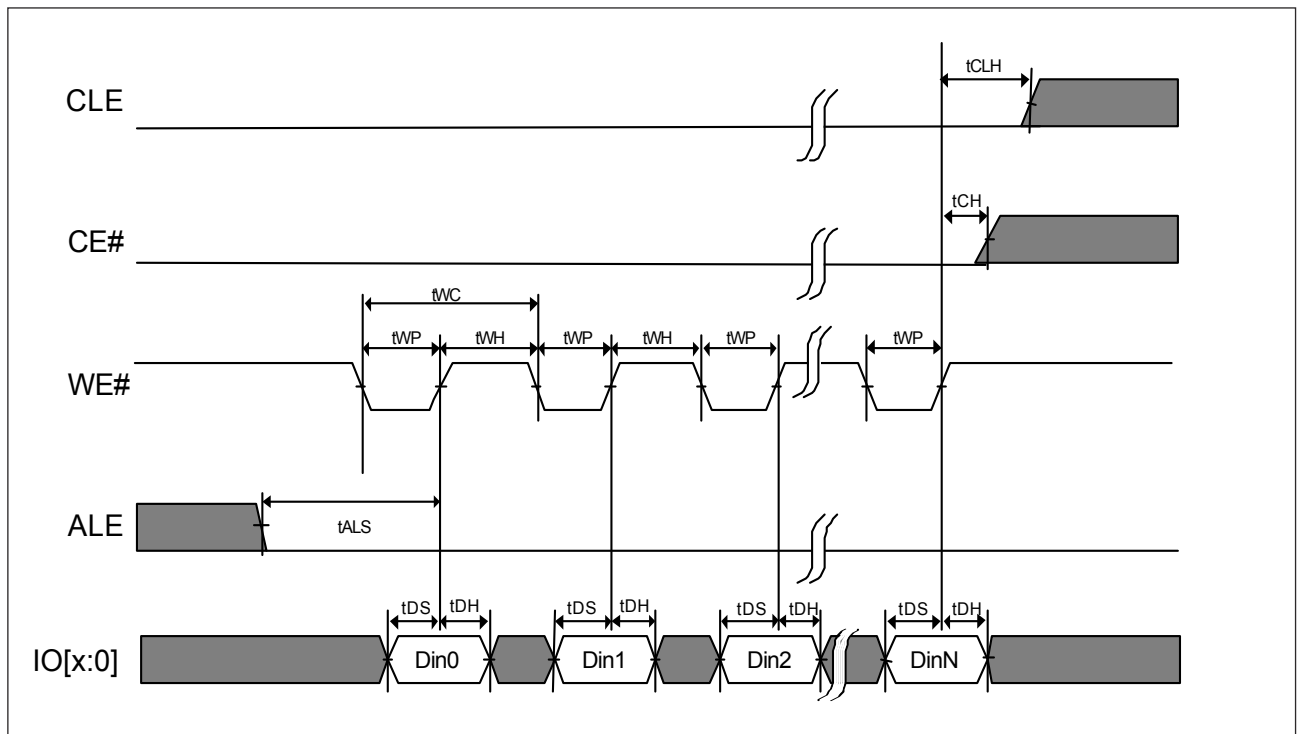 tCLH
CLE
tCH
CE#
tWC
tWP tWH tWP tWH tWP tWP
WE#
ALE
tALS
tDS tDH tDS tDH tDS tDH tDS tDH
IO[x:0] Din0 Din1 Din2 DinN